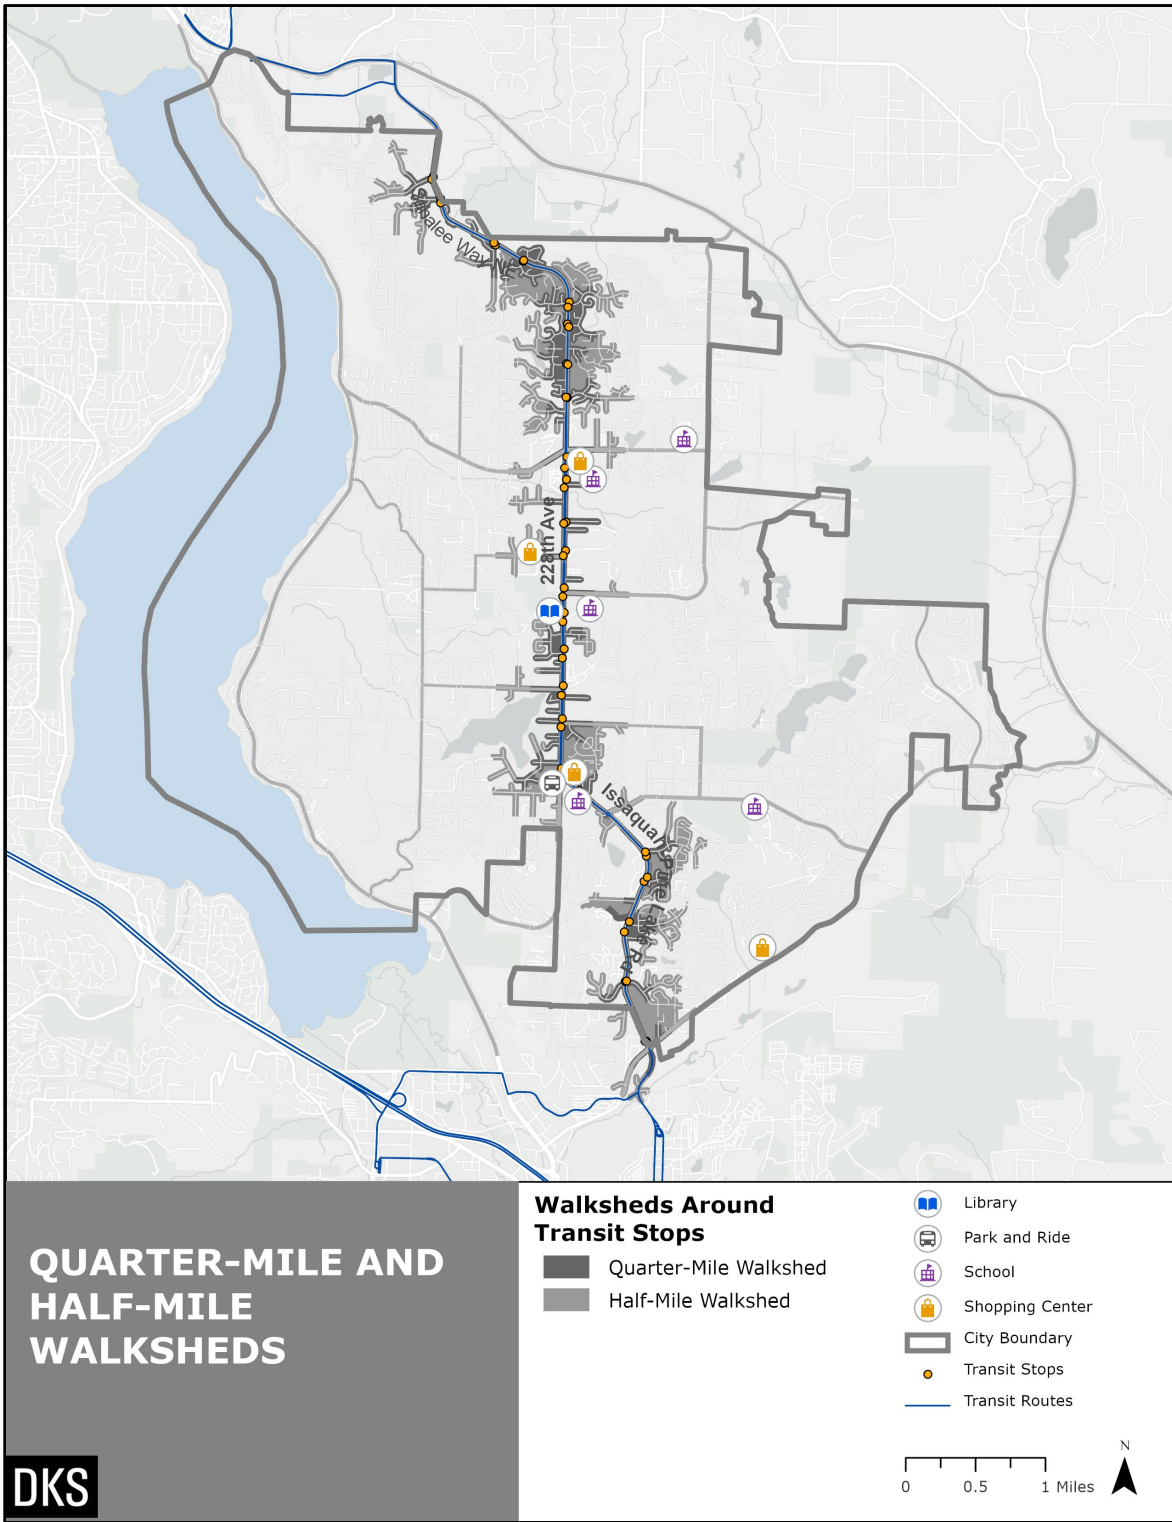 Sahalee Way N
228th Ave
Issaquah Pine Lake Rd
QUARTER-MILE AND
HALF-MILE
WALKSHEDS
DKS
Walksheds Around
Transit Stops
Quarter-Mile Walkshed
Half-Mile Walkshed
Library
Park and Ride
School
Shopping Center
City Boundary
Transit Stops
Transit Routes
N
0 0.5 1 Miles